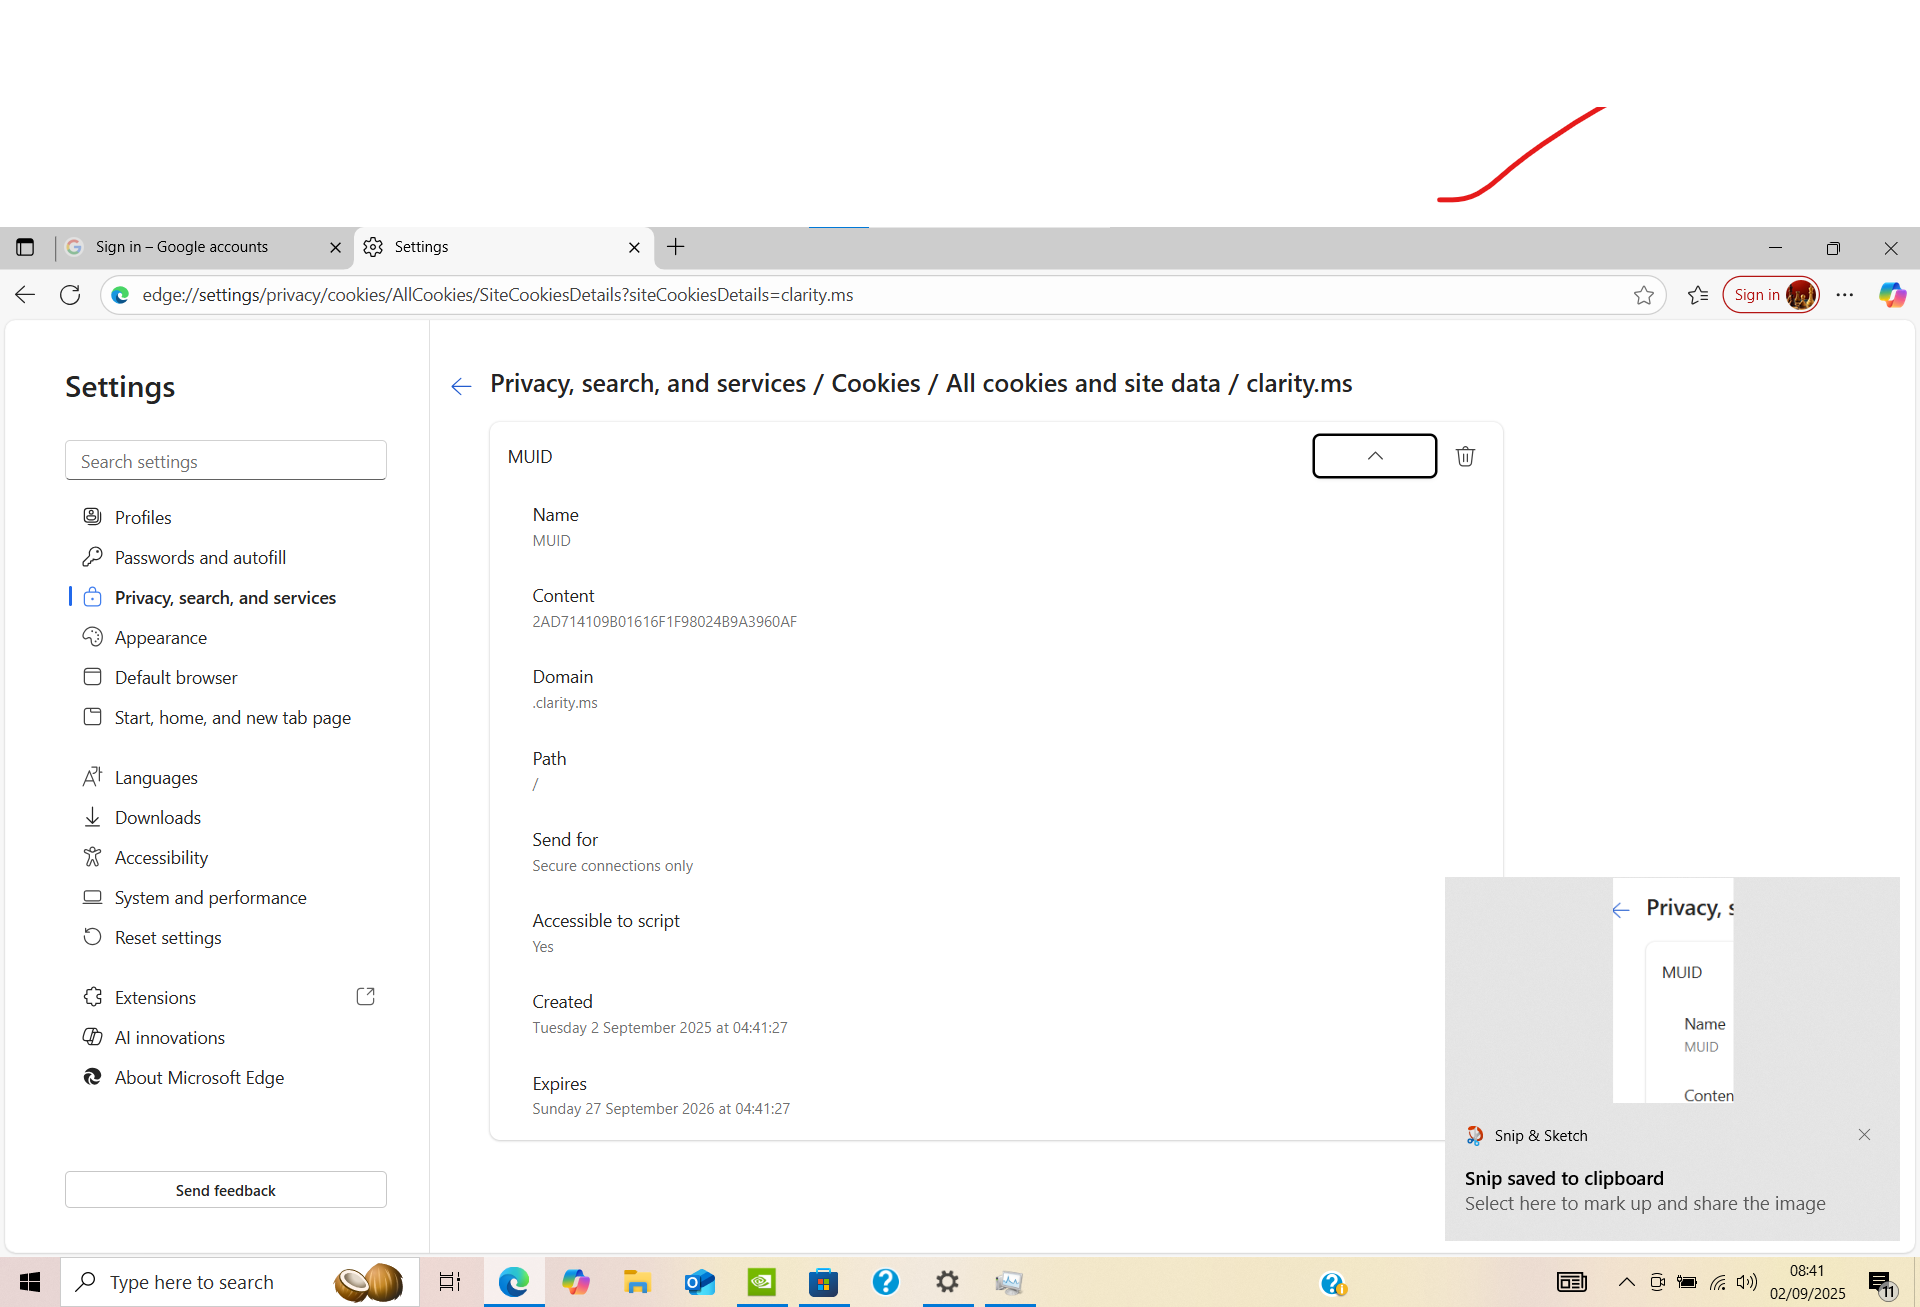 Sign in – Google accounts
Settings
edge://settings/privacy/cookies/AllCookies/SiteCookiesDetails?siteCookiesDetails=clarity.ms
Sign in
Settings
Search settings
Profiles
Passwords and autofill
Privacy, search, and services
Appearance
Default browser
Start, home, and new tab page
Languages
Downloads
Accessibility
System and performance
Reset settings
Extensions
AI innovations
About Microsoft Edge
Send feedback
Privacy, search, and services / Cookies / All cookies and site data / clarity.ms
MUID
Name
MUID
Content
2AD714109B01616F1F98024B9A3960AF
Domain
.clarity.ms
Path
/
Send for
Secure connections only
Accessible to script
Yes
Created
Tuesday 2 September 2025 at 04:41:27
Expires
Sunday 27 September 2026 at 04:41:27
Privacy, s
MUID
Name
MUID
Conten
Snip & Sketch
Snip saved to clipboard
Select here to mark up and share the image
Type here to search
08:41
02/09/2025
11